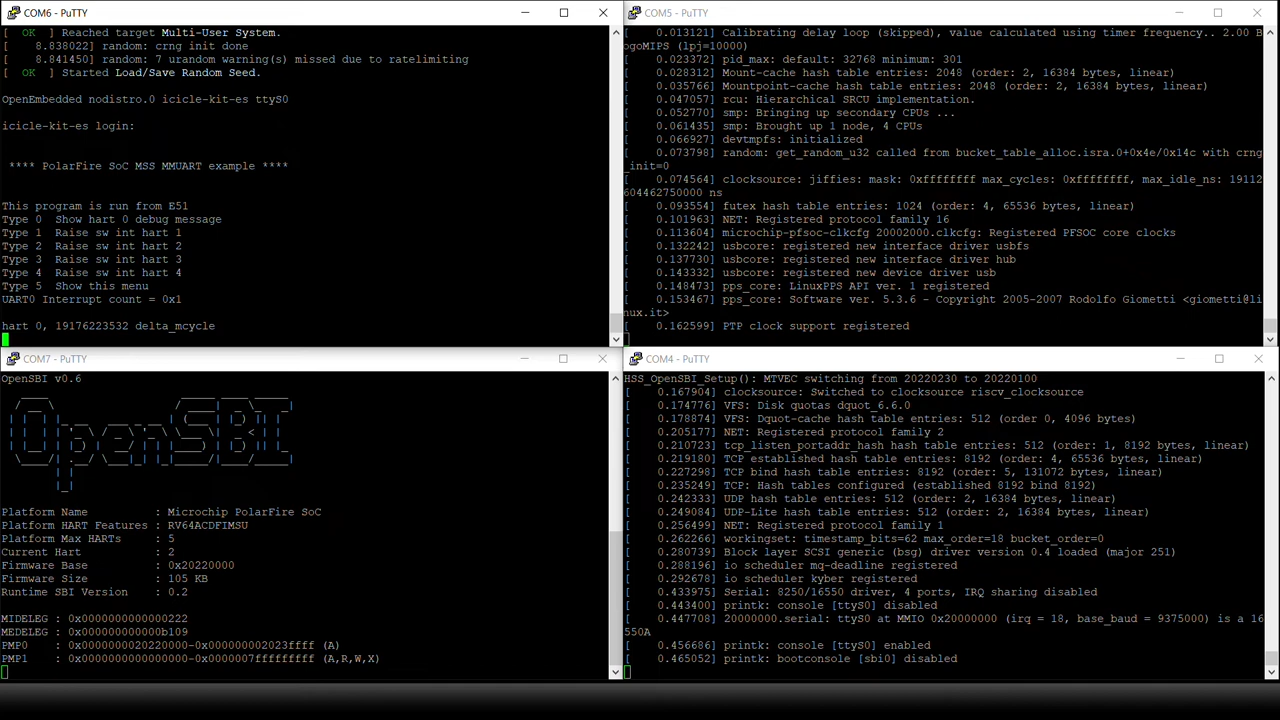 COM6 - PuTTY
[  OK  ] Reached target Multi-User System.
[    8.838022] random: crng init done
[    8.841450] random: 7 urandom warning(s) missed due to ratelimiting
[  OK  ] Started Load/Save Random Seed.
OpenEmbedded nodistro.0 icicle-kit-es ttyS0
icicle-kit-es login:
**** PolarFire SoC MSS MMUART example ****
This program is run from E51
Type 0  Show hart 0 debug message
Type 1  Raise sw int hart 1
Type 2  Raise sw int hart 2
Type 3  Raise sw int hart 3
Type 4  Raise sw int hart 4
Type 5  Show this menu
UART0 Interrupt count = 0x1
hart 0, 19176223532 delta_mcycle
COM5 - PuTTY
[    0.013121] Calibrating delay loop (skipped), value calculated using timer frequency.. 2.00 B
ogoMIPS (lpj=10000)
[    0.023372] pid_max: default: 32768 minimum: 301
[    0.028312] Mount-cache hash table entries: 2048 (order: 2, 16384 bytes, linear)
[    0.035766] Mountpoint-cache hash table entries: 2048 (order: 2, 16384 bytes, linear)
[    0.047057] rcu: Hierarchical SRCU implementation.
[    0.052770] smp: Bringing up secondary CPUs ...
[    0.061435] smp: Brought up 1 node, 4 CPUs
[    0.066927] devtmpfs: initialized
[    0.073798] random: get_random_u32 called from bucket_table_alloc.isra.0+0x4e/0x14c with crng
_init=0
[    0.074564] clocksource: jiffies: mask: 0xffffffff max_cycles: 0xffffffff, max_idle_ns: 19112
604462750000 ns
[    0.093554] futex hash table entries: 1024 (order: 4, 65536 bytes, linear)
[    0.101963] NET: Registered protocol family 16
[    0.113604] microchip-pfsoc-clkcfg 20002000.clkcfg: Registered PFSOC core clocks
[    0.132242] usbcore: registered new interface driver usbfs
[    0.137730] usbcore: registered new interface driver hub
[    0.143332] usbcore: registered new device driver usb
[    0.148473] pps_core: LinuxPPS API ver. 1 registered
[    0.153467] pps_core: Software ver. 5.3.6 - Copyright 2005-2007 Rodolfo Giometti <giometti@li
nux.it>
[    0.162599] PTP clock support registered
COM7 - PuTTY
OpenSBI v0.6
OpenSBI
Platform Name          : Microchip PolarFire SoC
Platform HART Features : RV64ACDFIMSU
Platform Max HARTs     : 5
Current Hart           : 2
Firmware Base          : 0x20220000
Firmware Size          : 105 KB
Runtime SBI Version    : 0.2
MIDELEG : 0x0000000000000222
MEDELEG : 0x000000000000b109
PMP0    : 0x0000000020220000-0x000000002023ffff (A)
PMP1    : 0x0000000000000000-0x0000007fffffffff (A,R,W,X)
COM4 - PuTTY
HSS_OpenSBI_Setup(): MTVEC switching from 20220230 to 20220100
[    0.167904] clocksource: Switched to clocksource riscv_clocksource
[    0.174776] VFS: Disk quotas dquot_6.6.0
[    0.178874] VFS: Dquot-cache hash table entries: 512 (order 0, 4096 bytes)
[    0.205177] NET: Registered protocol family 2
[    0.210723] tcp_listen_portaddr_hash hash table entries: 512 (order: 1, 8192 bytes, linear)
[    0.219180] TCP established hash table entries: 8192 (order: 4, 65536 bytes, linear)
[    0.227298] TCP bind hash table entries: 8192 (order: 5, 131072 bytes, linear)
[    0.235249] TCP: Hash tables configured (established 8192 bind 8192)
[    0.242333] UDP hash table entries: 512 (order: 2, 16384 bytes, linear)
[    0.249084] UDP-Lite hash table entries: 512 (order: 2, 16384 bytes, linear)
[    0.256499] NET: Registered protocol family 1
[    0.262266] workingset: timestamp_bits=62 max_order=18 bucket_order=0
[    0.280739] Block layer SCSI generic (bsg) driver version 0.4 loaded (major 251)
[    0.288196] io scheduler mq-deadline registered
[    0.292678] io scheduler kyber registered
[    0.433975] Serial: 8250/16550 driver, 4 ports, IRQ sharing disabled
[    0.443400] printk: console [ttyS0] disabled
[    0.447708] 20000000.serial: ttyS0 at MMIO 0x20000000 (irq = 18, base_baud = 9375000) is a 16
550A
[    0.456686] printk: console [ttyS0] enabled
[    0.465052] printk: bootconsole [sbi0] disabled